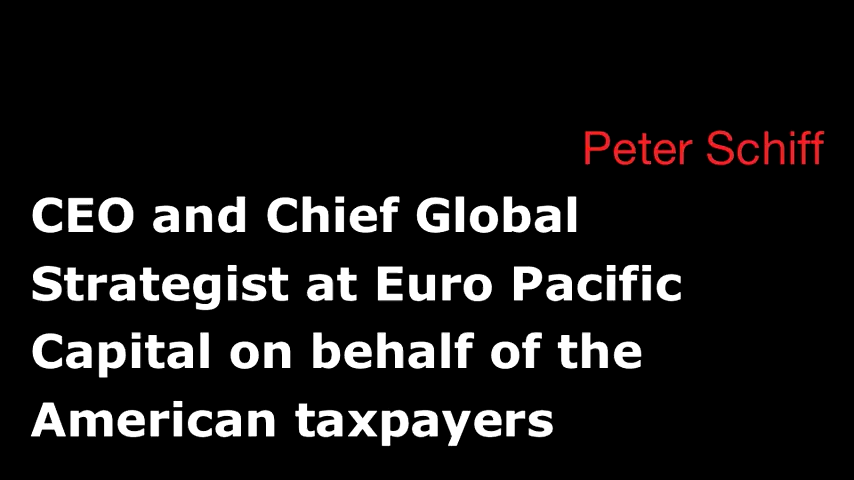 Peter Schiff
CEO and Chief Global
Strategist at Euro Pacific
Capital on behalf of the
American taxpayers